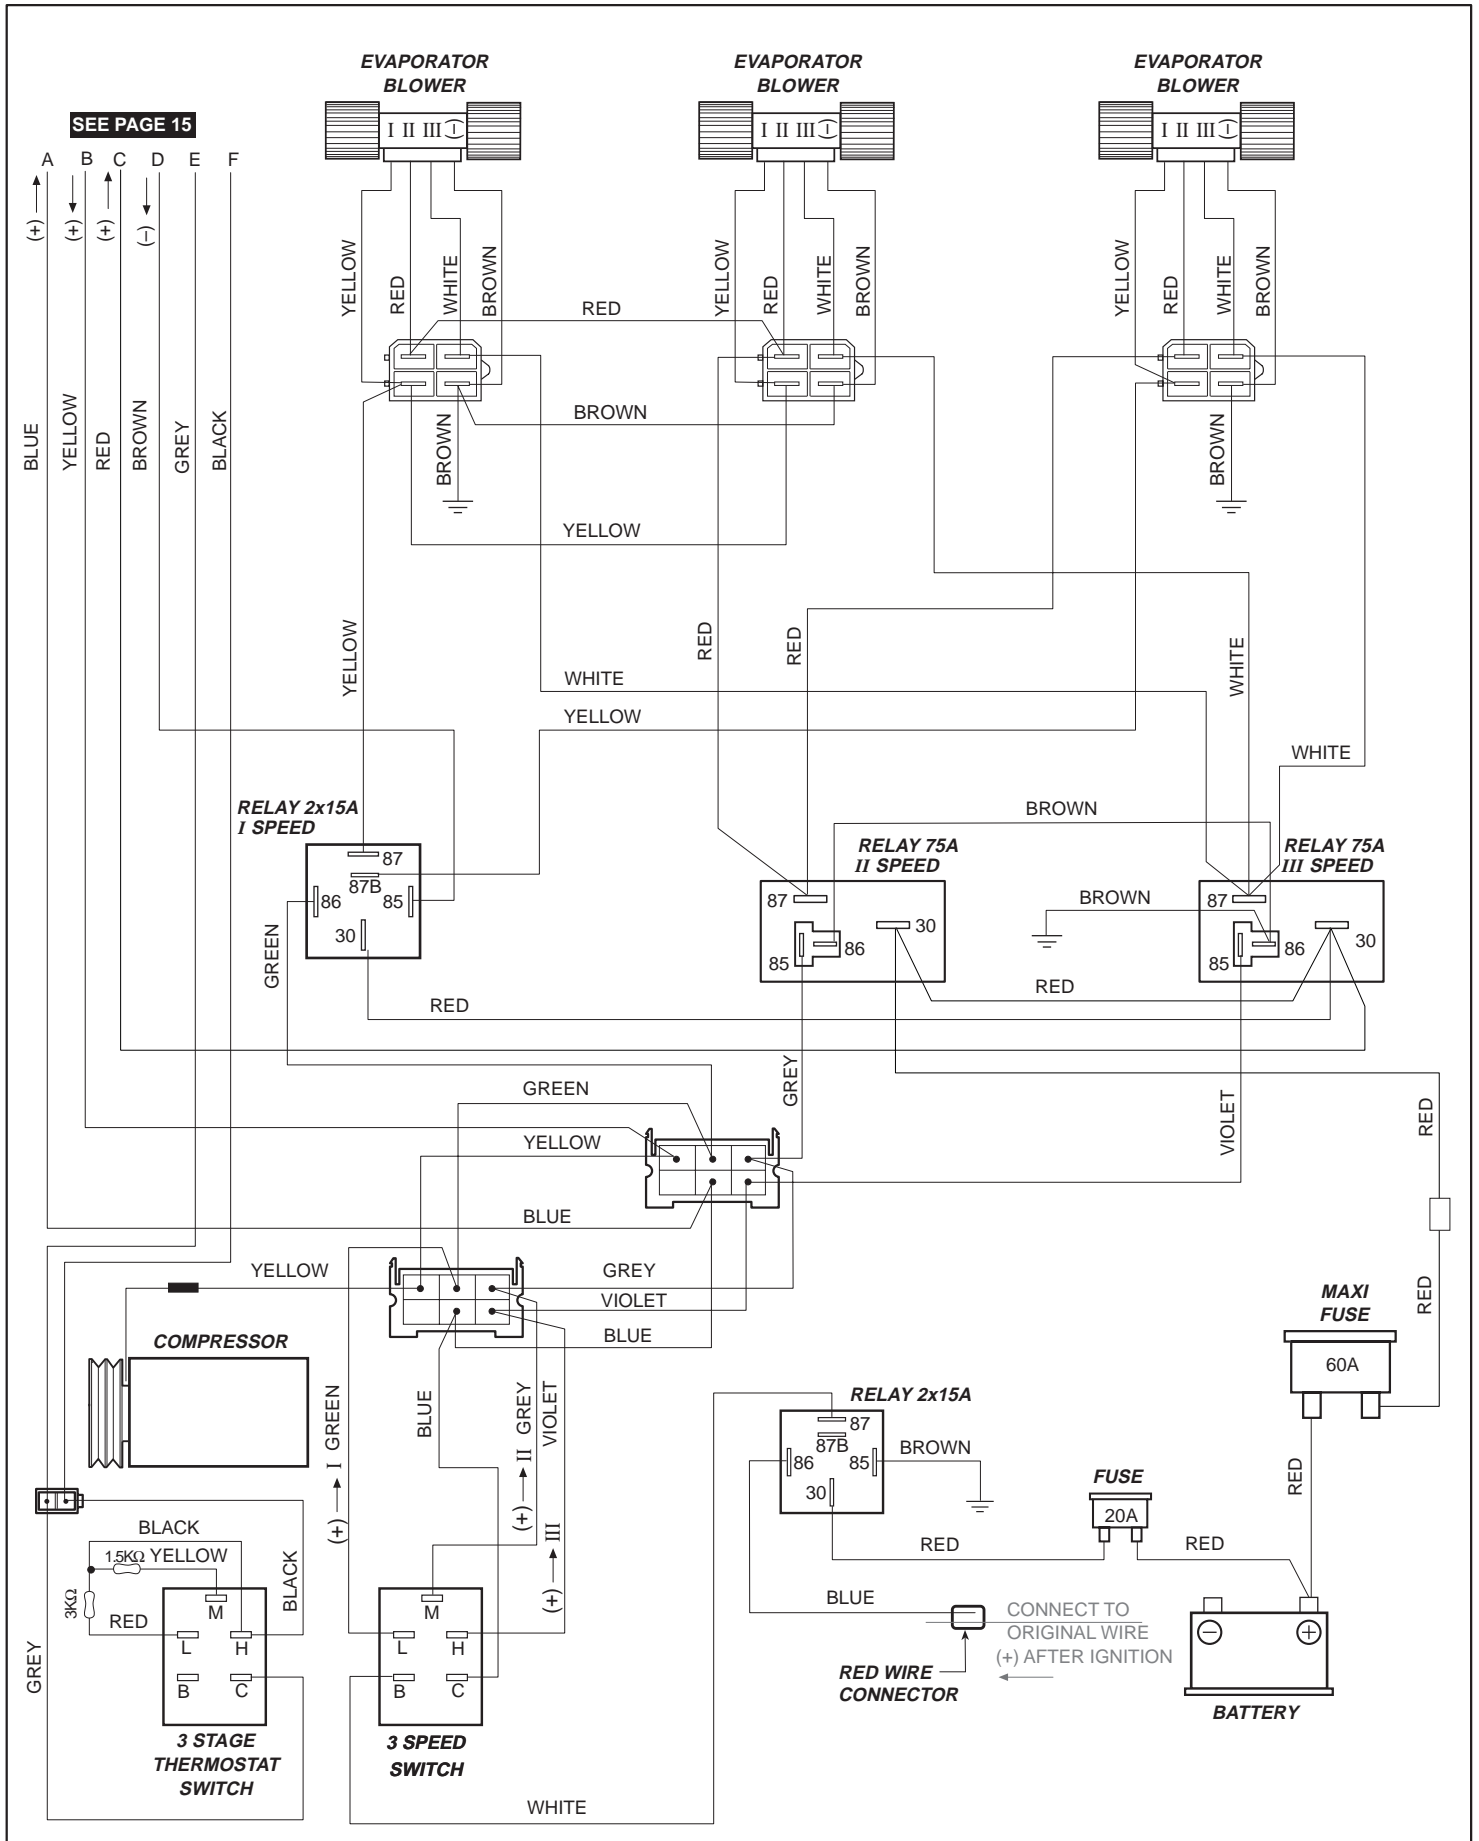 EVAPORATOR
BLOWER
EVAPORATOR
BLOWER
EVAPORATOR
BLOWER
SEE PAGE 15
I II III (–)
I II III (–)
I II III (–)
A B C D E F
(+) (+) (+) (–)
YELLOW RED WHITE BROWN
YELLOW RED WHITE BROWN
YELLOW RED WHITE BROWN
RED
BROWN
BLUE YELLOW RED BROWN GREY BLACK
BROWN
BROWN
YELLOW
YELLOW
RED
RED
WHITE
WHITE
YELLOW
WHITE
RELAY 2x15A
I SPEED
87
87B
86 85
30
BROWN
RELAY 75A
II SPEED
87
30
86
85
RELAY 75A
III SPEED
BROWN
87
30
86
85
GREEN
RED
RED
GREY
VIOLET
RED
GREEN
YELLOW
BLUE
YELLOW
GREY
VIOLET
BLUE
RED
MAXI
FUSE
60A
COMPRESSOR
(+) I GREEN
BLUE
(+) II GREY
VIOLET
(+) III
RELAY 2x15A
87
87B
86 85
30
BROWN
RED
FUSE
20A
RED
RED
BLACK
1.5KΩ YELLOW
3KΩ
RED
BLACK
M
L H
B C
GREY
3 STAGE
THERMOSTAT
SWITCH
M
L H
B C
3 SPEED
SWITCH
BLUE
CONNECT TO
ORIGINAL WIRE
(+) AFTER IGNITION
RED WIRE
CONNECTOR
– +
BATTERY
WHITE